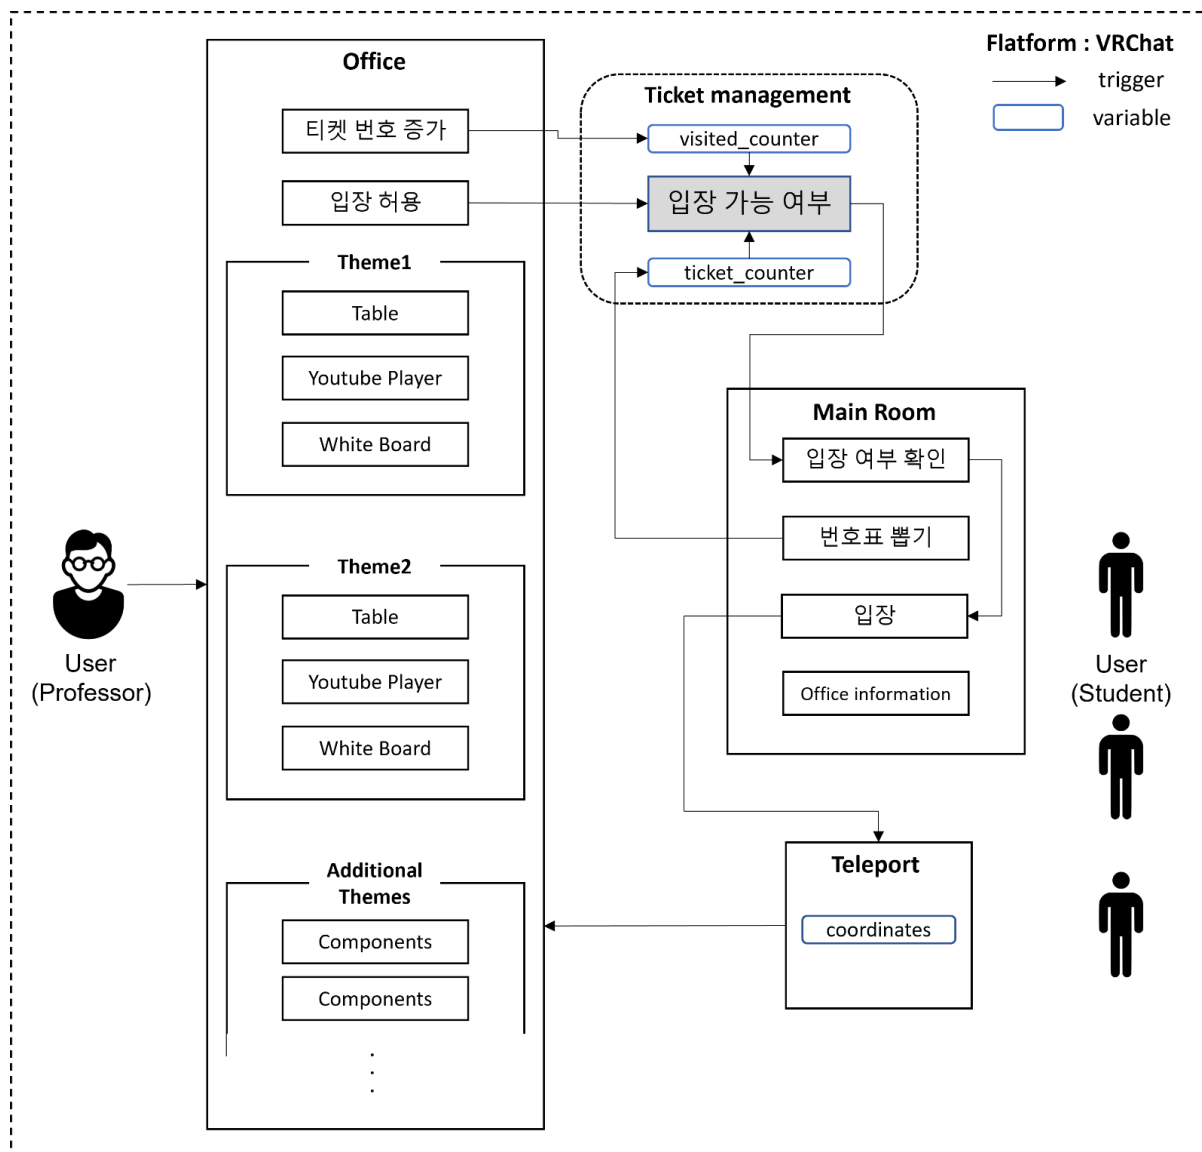 Flatform : VRChat
trigger
variable
Office
티켓 번호 증가
입장 허용
Theme1
Table
Youtube Player
White Board
Theme2
Table
Youtube Player
White Board
Additional
Themes
Components
Components
.
.
.
Ticket management
visited_counter
입장 가능 여부
ticket_counter
Main Room
입장 여부 확인
번호표 뽑기
입장
Office information
Teleport
coordinates
User
(Professor)
User
(Student)